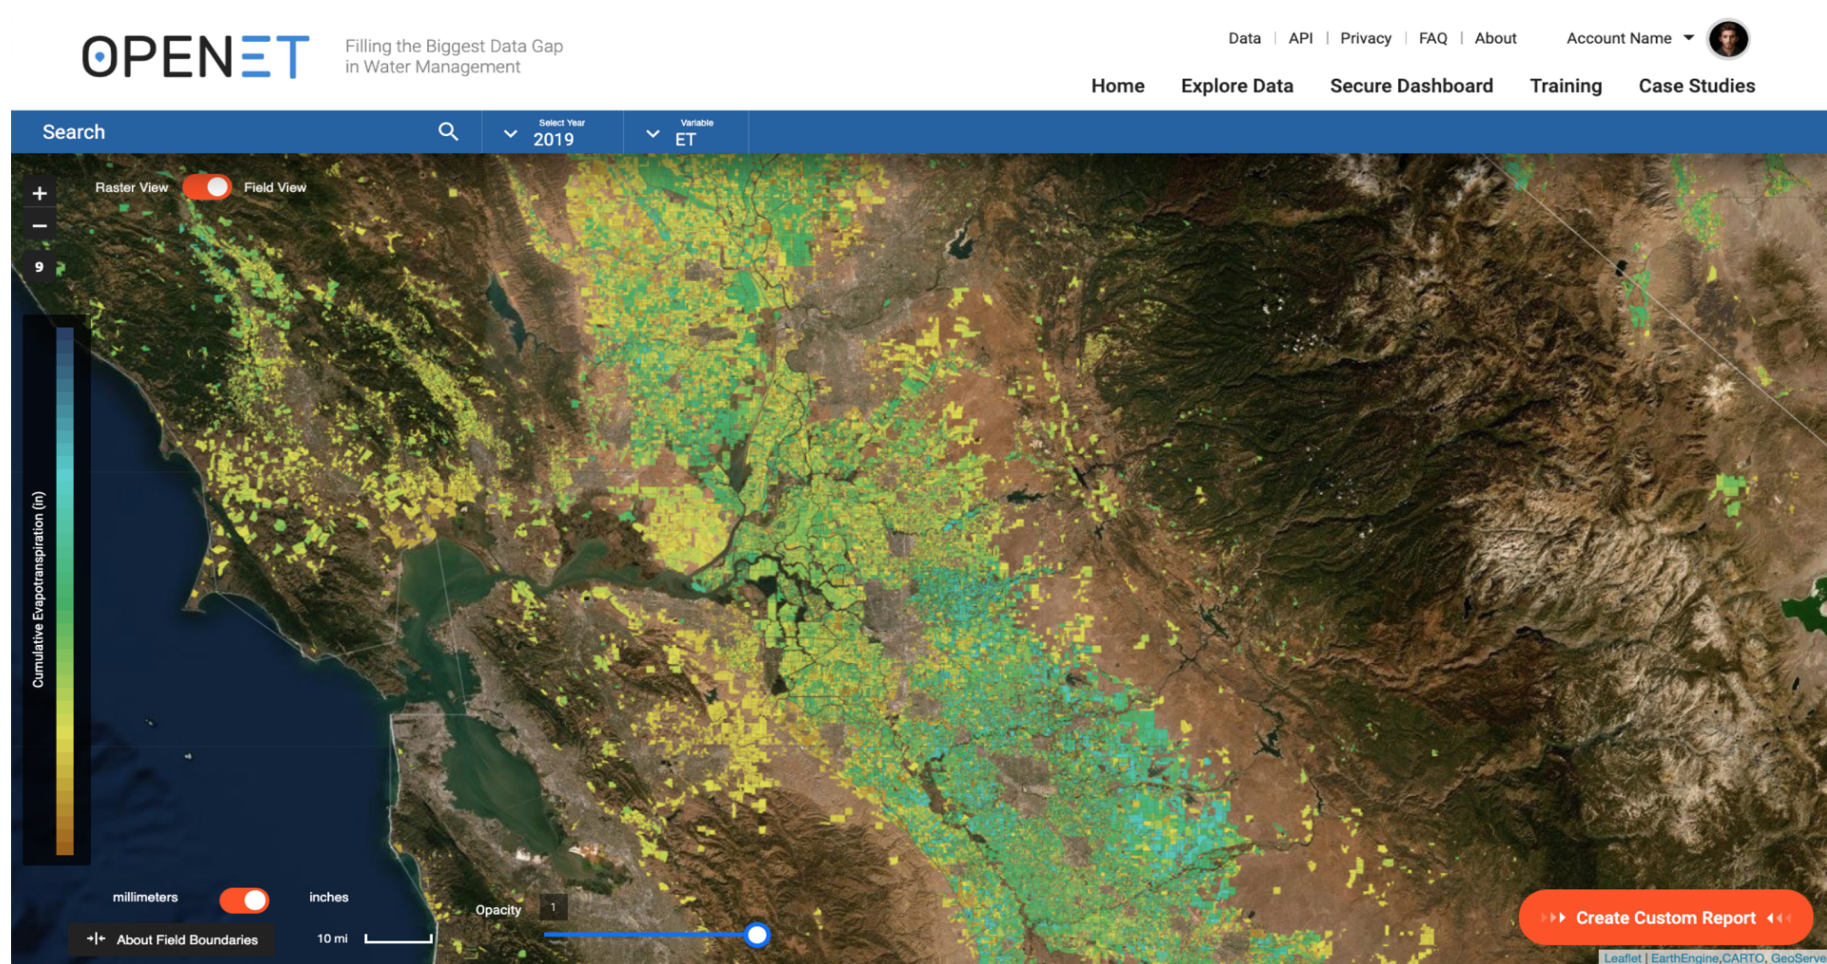 OPENET
Filling the Biggest Data Gap
in Water Management
Data | API | Privacy | FAQ | About
Account Name
Home Explore Data Secure Dashboard Training Case Studies
Search
Select Year
2019
Variable
ET
+
Raster View Field View
−
9
Cumulative Evapotranspiration (in)
millimeters inches
Opacity 1
About Field Boundaries
10 mi
Create Custom Report
Leaflet | EarthEngine,CARTO, GeoServe